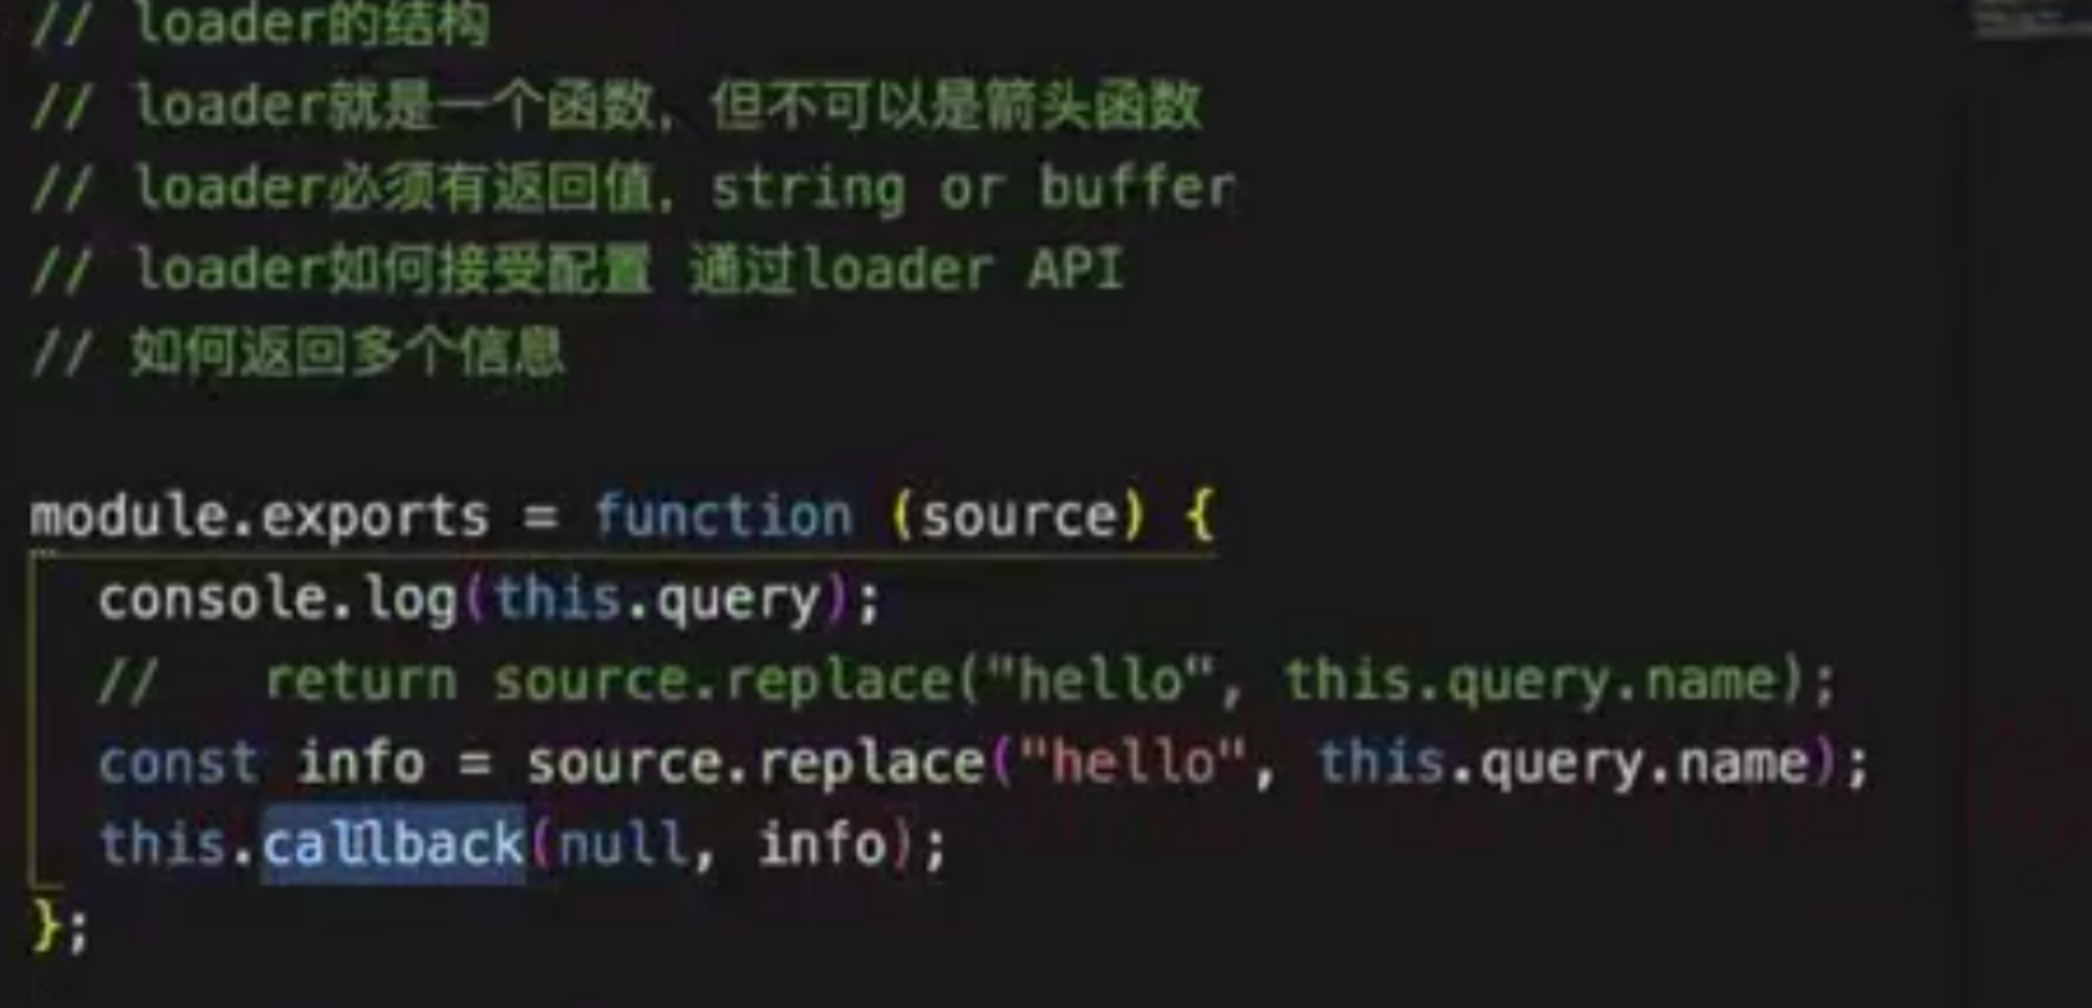 // loader的结构
// loader就是一个函数，但不可以是箭头函数
// loader必须有返回值，string or buffer
// loader如何接受配置 通过loader API
// 如何返回多个信息
module.exports = function (source) {
console.log(this.query);
//   return source.replace("hello", this.query.name);
const info = source.replace("hello", this.query.name);
this.callback(null, info);
};